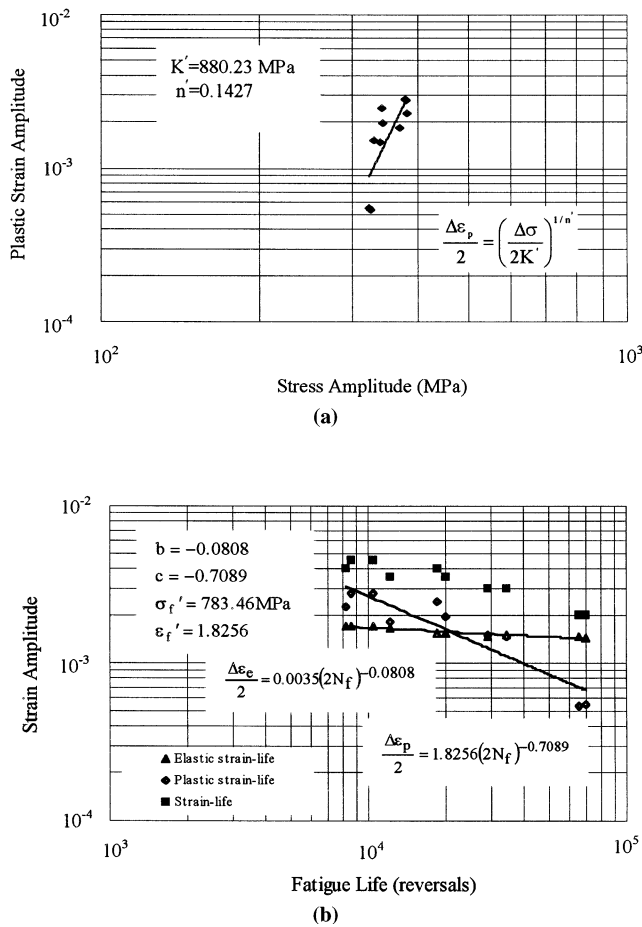 10⁻²
K′=880.23 MPa
n′=0.1427
10⁻³
Plastic Strain Amplitude
Δεₚ/2 = (Δσ/2K′)^(1/n′)
10⁻⁴
10² 10³
Stress Amplitude (MPa)
(a)
10⁻²
b = −0.0808
c = −0.7089
σf′ = 783.46MPa
εf′ = 1.8256
10⁻³
Strain Amplitude
Δεe/2 = 0.0035(2Nf)^−0.0808
Δεp/2 = 1.8256(2Nf)^−0.7089
Elastic strain-life
Plastic strain-life
Strain-life
10⁻⁴
10³ 10⁴ 10⁵
Fatigue Life (reversals)
(b)